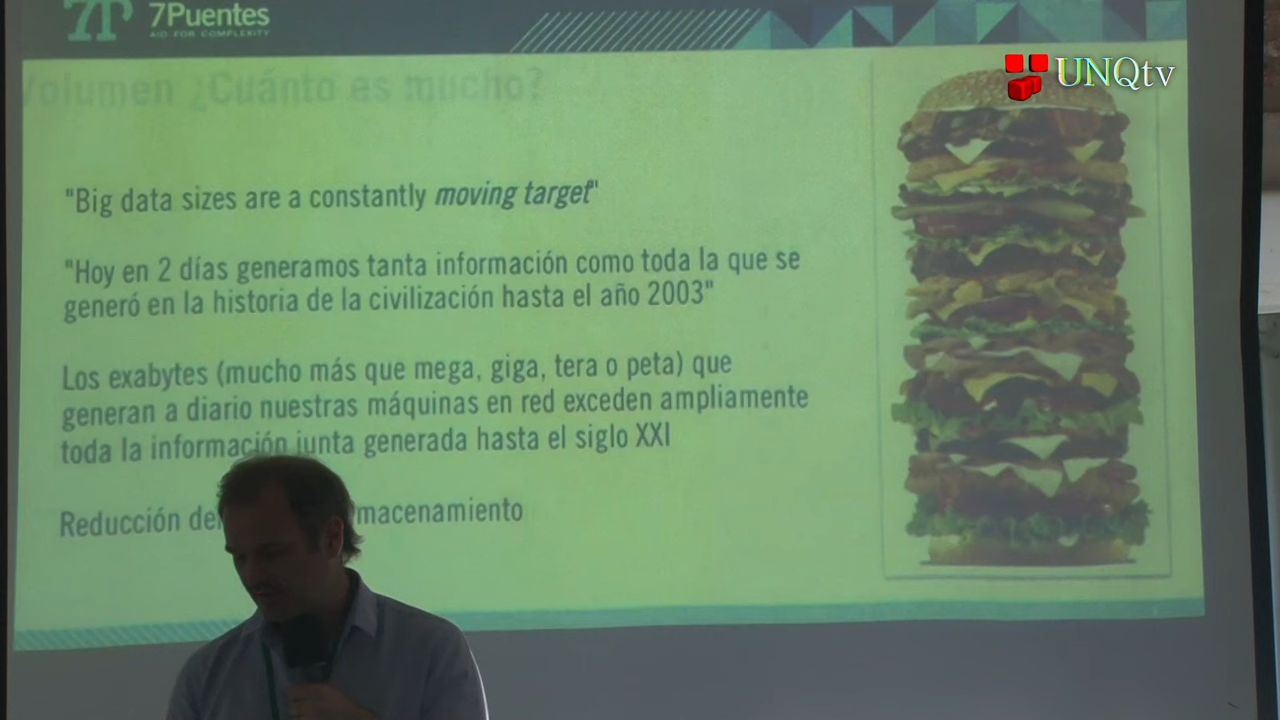 7Puentes
AID FOR COMPLEXITY
UNQtv
Volumen ¿Cuánto es mucho?
"Big data sizes are a constantly moving target"
"Hoy en 2 días generamos tanta información como toda la que se
generó en la historia de la civilización hasta el año 2003"
Los exabytes (mucho más que mega, giga, tera o peta) que
generan a diario nuestras máquinas en red exceden ampliamente
toda la información junta generada hasta el siglo XXI
Reducción del macenamiento